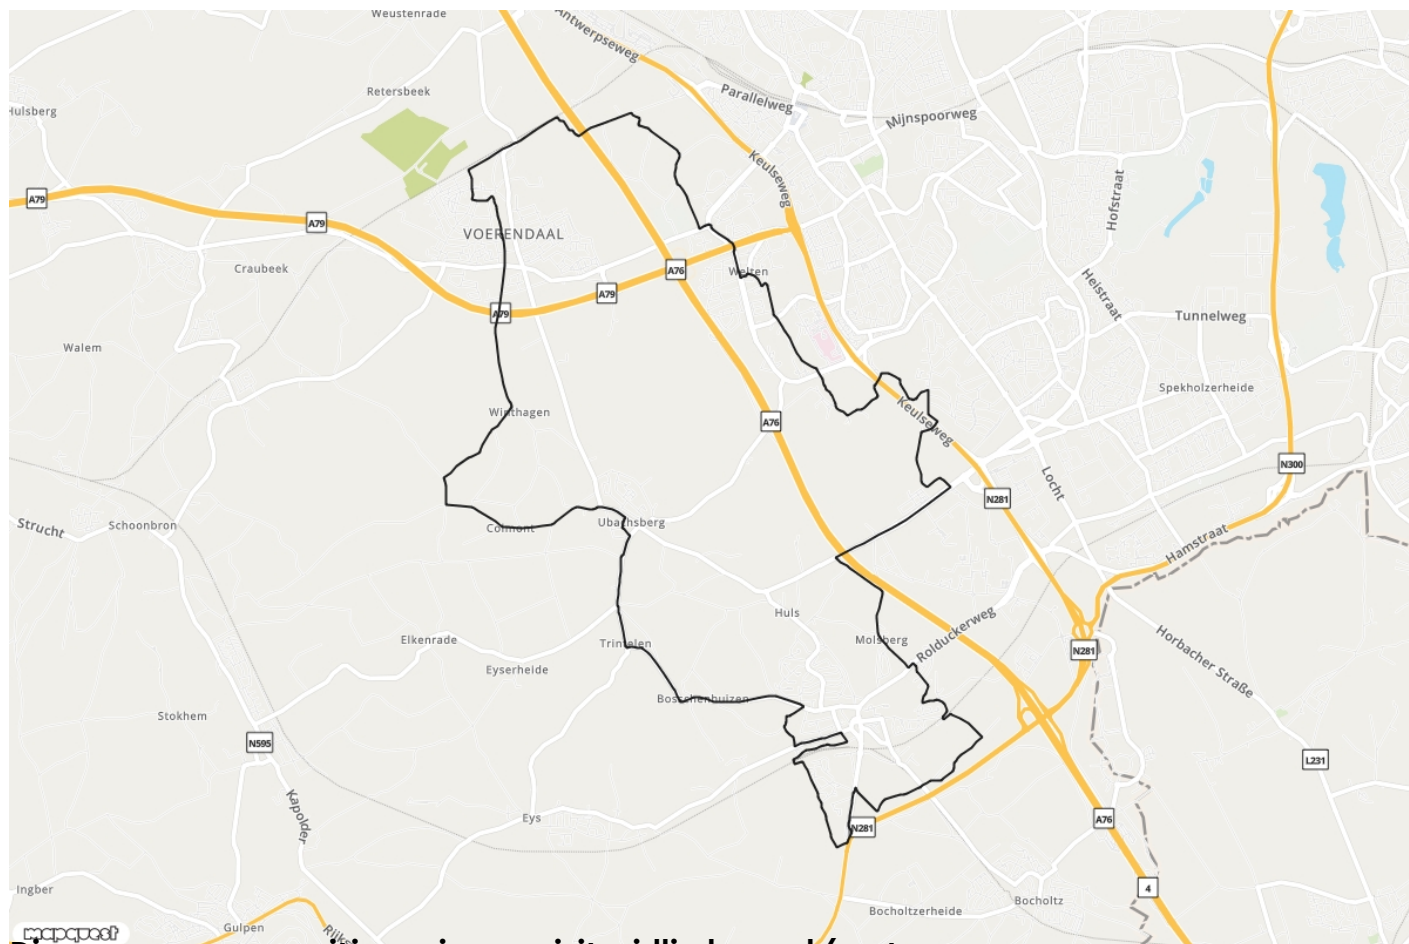 Weustenrade
Antwerpseweg
Retersbeek
Parallelweg
Hulsberg
Mijnspoorweg
Keulseweg
A79
Hofstraat
A79
VOERENDAAL
Craubeek
A76
Welten
A79
A79
Heistraat
Tunnelweg
Walem
Spekholzerheide
Winthagen
Keulseweg
A76
N300
Locht
N281
Strucht
Schoonbron
Colmont
Ubachsberg
Hamstraat
Huls
Elkenrade
Trintelen
Molsberg
Rolduckerweg
N281
Horbacher Straße
Eyserheide
Bosschenhuizen
Stokhem
N595
L231
Kapolder
Eys
N281
A76
Ingber
4
Bocholtz
Bocholtzerheide
Gulpen
mapquest